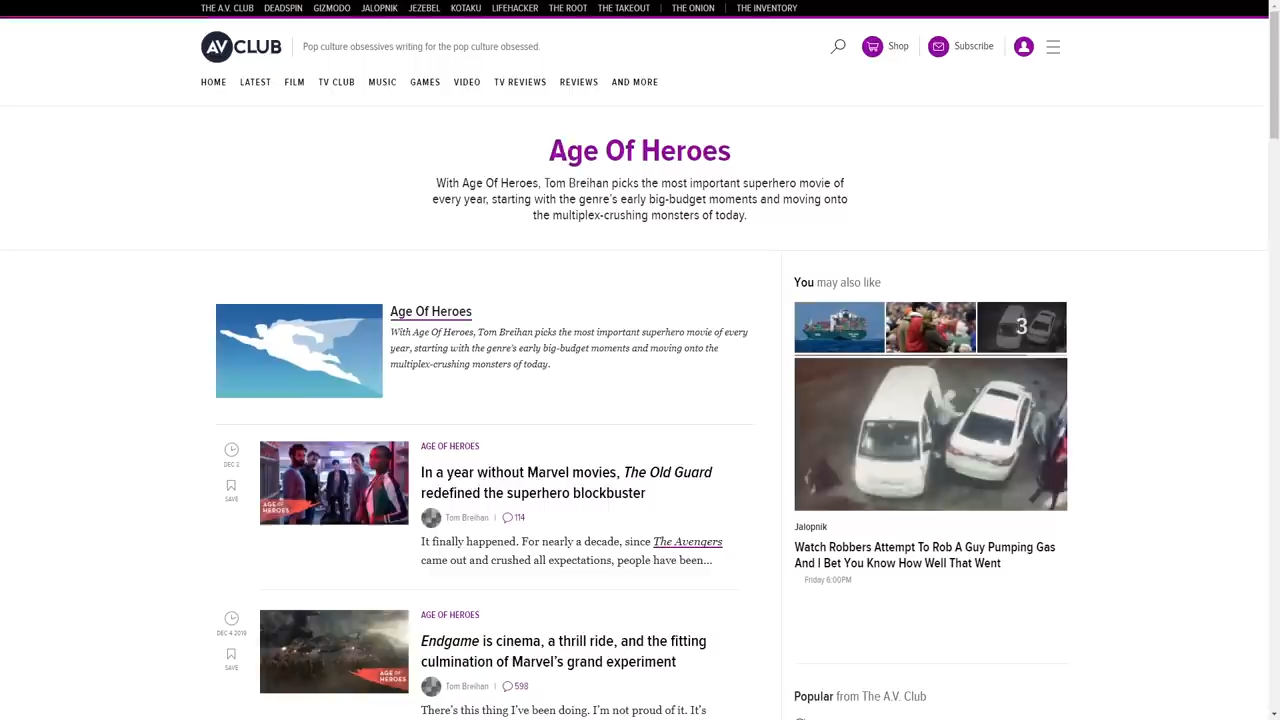 THE A.V. CLUB DEADSPIN GIZMODO JALOPNIK JEZEBEL KOTAKU LIFEHACKER THE ROOT THE TAKEOUT THE ONION THE INVENTORY
AV CLUB
Pop culture obsessives writing for the pop culture obsessed.
Shop
Subscribe
HOME LATEST FILM TV CLUB MUSIC GAMES VIDEO TV REVIEWS REVIEWS AND MORE
Age Of Heroes
With Age Of Heroes, Tom Breihan picks the most important superhero movie of
every year, starting with the genre's early big-budget moments and moving onto
the multiplex-crushing monsters of today.
Age Of Heroes
With Age Of Heroes, Tom Breihan picks the most important superhero movie of every
year, starting with the genre's early big-budget moments and moving onto the
multiplex-crushing monsters of today.
DEC 2
SAVE
AGE OF
HEROES
AGE OF HEROES
In a year without Marvel movies, The Old Guard
redefined the superhero blockbuster
Tom Breihan
114
It finally happened. For nearly a decade, since The Avengers
came out and crushed all expectations, people have been...
DEC 4 2019
SAVE
AGE OF
HEROES
AGE OF HEROES
Endgame is cinema, a thrill ride, and the fitting
culmination of Marvel's grand experiment
Tom Breihan
598
There's this thing I've been doing. I'm not proud of it. It's
You may also like
3
Jalopnik
Watch Robbers Attempt To Rob A Guy Pumping Gas
And I Bet You Know How Well That Went
Friday 6:00PM
Popular from The A.V. Club